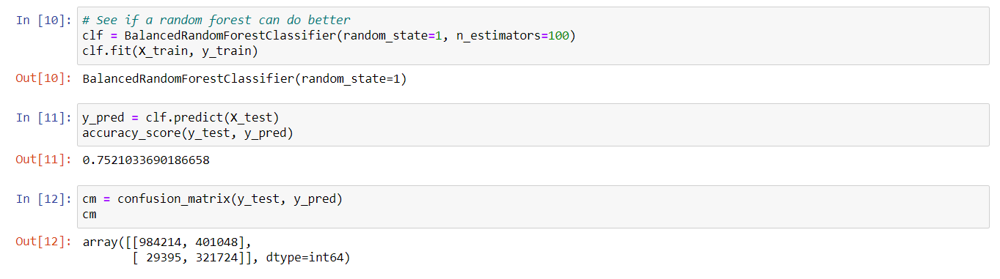 In [10]: # See if a random forest can do better
clf = BalancedRandomForestClassifier(random_state=1, n_estimators=100)
clf.fit(X_train, y_train)
Out[10]: BalancedRandomForestClassifier(random_state=1)
In [11]: y_pred = clf.predict(X_test)
accuracy_score(y_test, y_pred)
Out[11]: 0.7521033690186658
In [12]: cm = confusion_matrix(y_test, y_pred)
cm
Out[12]: array([[984214, 401048],
[ 29395, 321724]], dtype=int64)